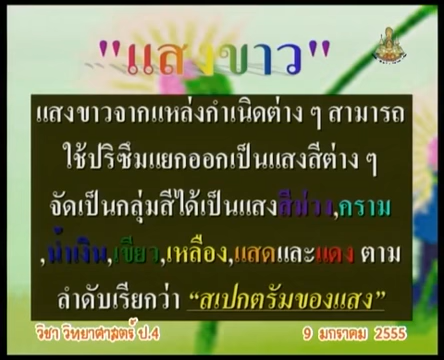 "แสงขาว"
แสงขาวจากแหล่งกำเนิดต่าง ๆ สามารถ
ใช้ปริซึมแยกออกเป็นแสงสีต่าง ๆ
จัดเป็นกลุ่มสีได้เป็นแสงสีม่วง,คราม
,น้ำเงิน,เขียว,เหลือง,แสดและแดง ตาม
ลำดับเรียกว่า "สเปกตรัมของแสง"
วิชา วิทยาศาสตร์ ป.4 9 มกราคม 2555